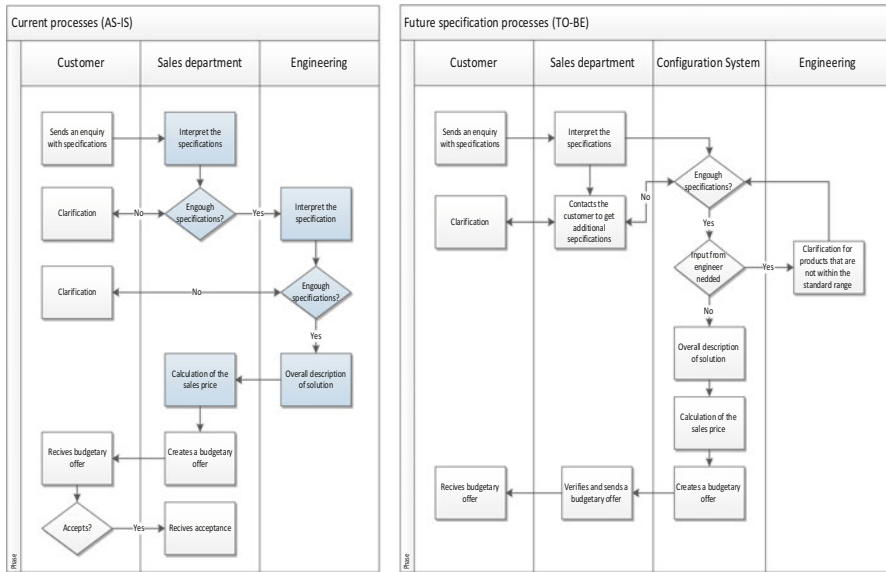 Current processes (AS-IS)
Customer
Sales department
Engineering
Sends an enquiry
with specifications
Interpret the
specifications
Clarification
No
Engough
specifications?
Yes
Interpret the
specification
Clarification
No
Engough
specifications?
Yes
Calculation of the
sales price
Overall description
of solution
Recives budgetary
offer
Creates a budgetary
offer
Accepts?
Yes
Recives acceptance
Phase
Future specification processes (TO-BE)
Customer
Sales department
Configuration System
Engineering
Sends an enquiry
with specifications
Interpret the
specifications
Engough
specifications?
No
Clarification
Contacts the
customer to get
additional
sepcifications
Yes
Input from
engineer
nedded
Yes
Clarification for
products that are
not within the
standard range
No
Overall description
of solution
Calculation of the
sales price
Recives budgetary
offer
Verifies and sends a
budgetary offer
Creates a budgetary
offer
Phase